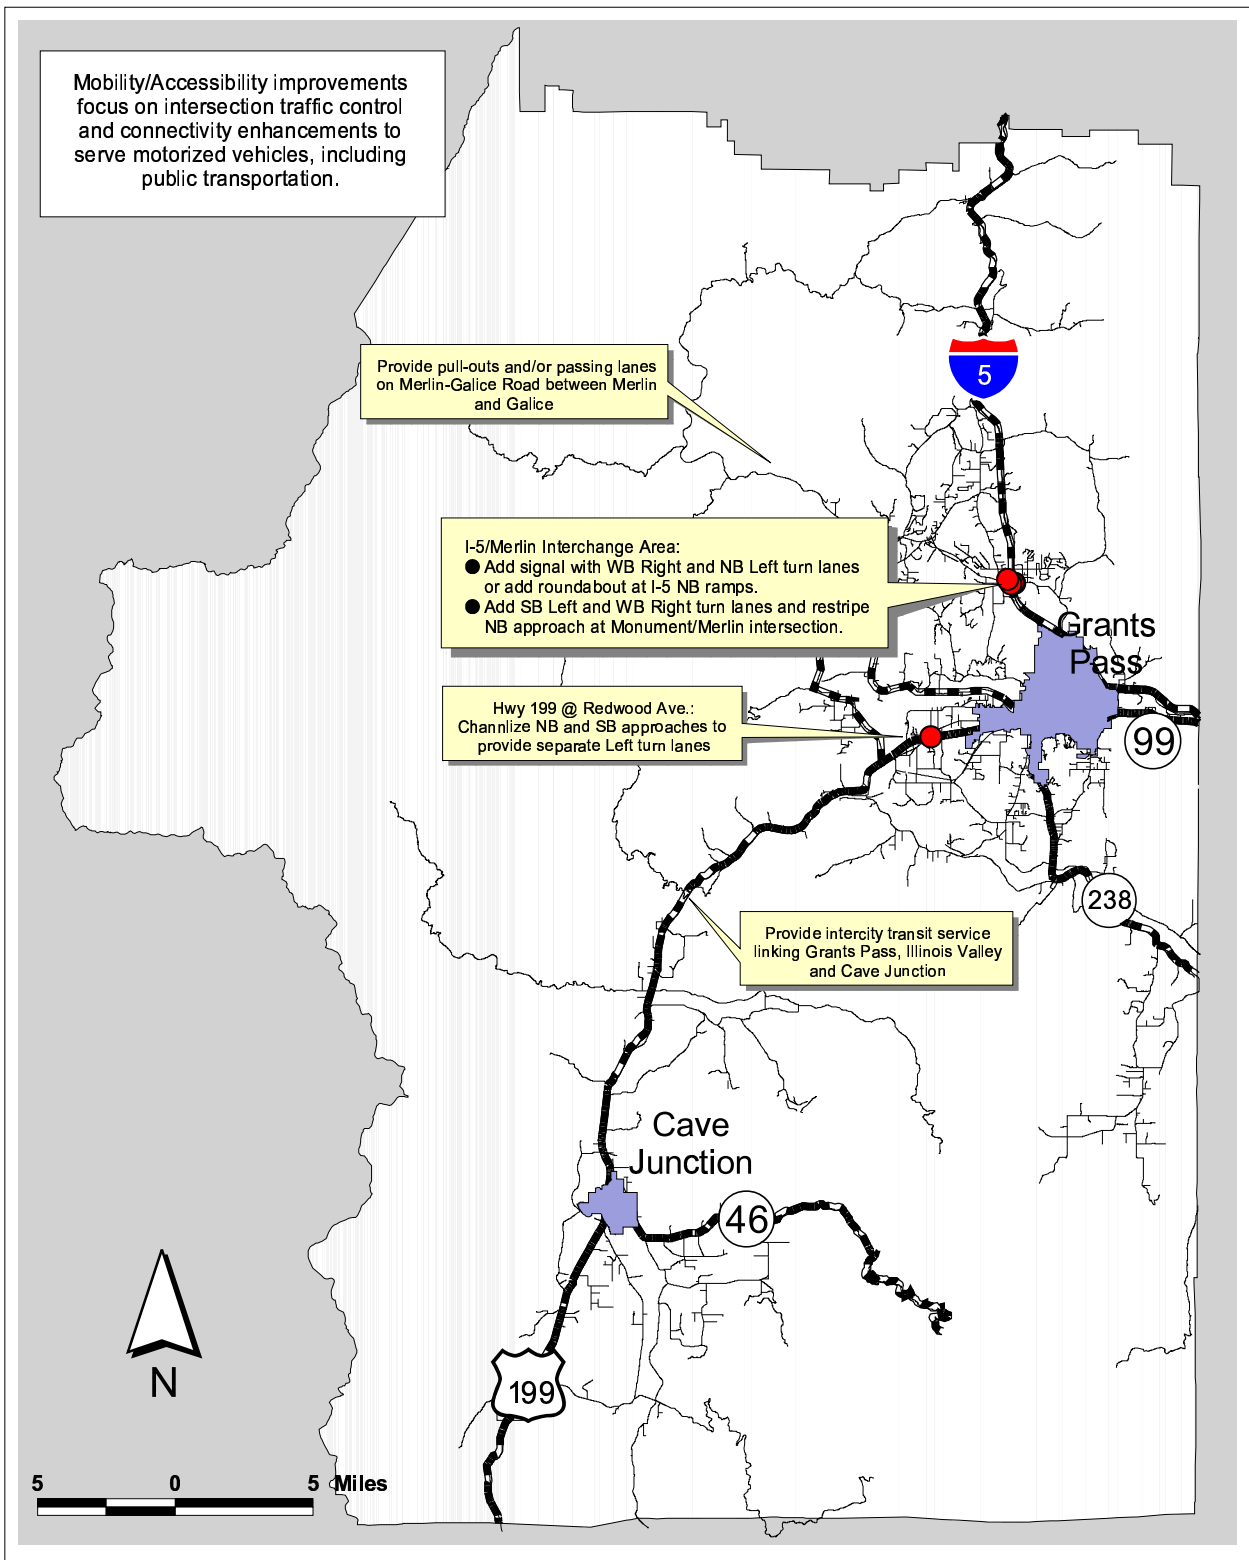 Mobility/Accessibility improvements
focus on intersection traffic control
and connectivity enhancements to
serve motorized vehicles, including
public transportation.
5
Provide pull-outs and/or passing lanes
on Merlin-Galice Road between Merlin
and Galice
I-5/Merlin Interchange Area:
● Add signal with WB Right and NB Left turn lanes
or add roundabout at I-5 NB ramps.
● Add SB Left and WB Right turn lanes and restripe
NB approach at Monument/Merlin intersection.
Grants
Pass
Hwy 199 @ Redwood Ave.:
Channlize NB and SB approaches to
provide separate Left turn lanes
99
238
Provide intercity transit service
linking Grants Pass, Illinois Valley
and Cave Junction
Cave
Junction
46
N
199
5 0 5 Miles